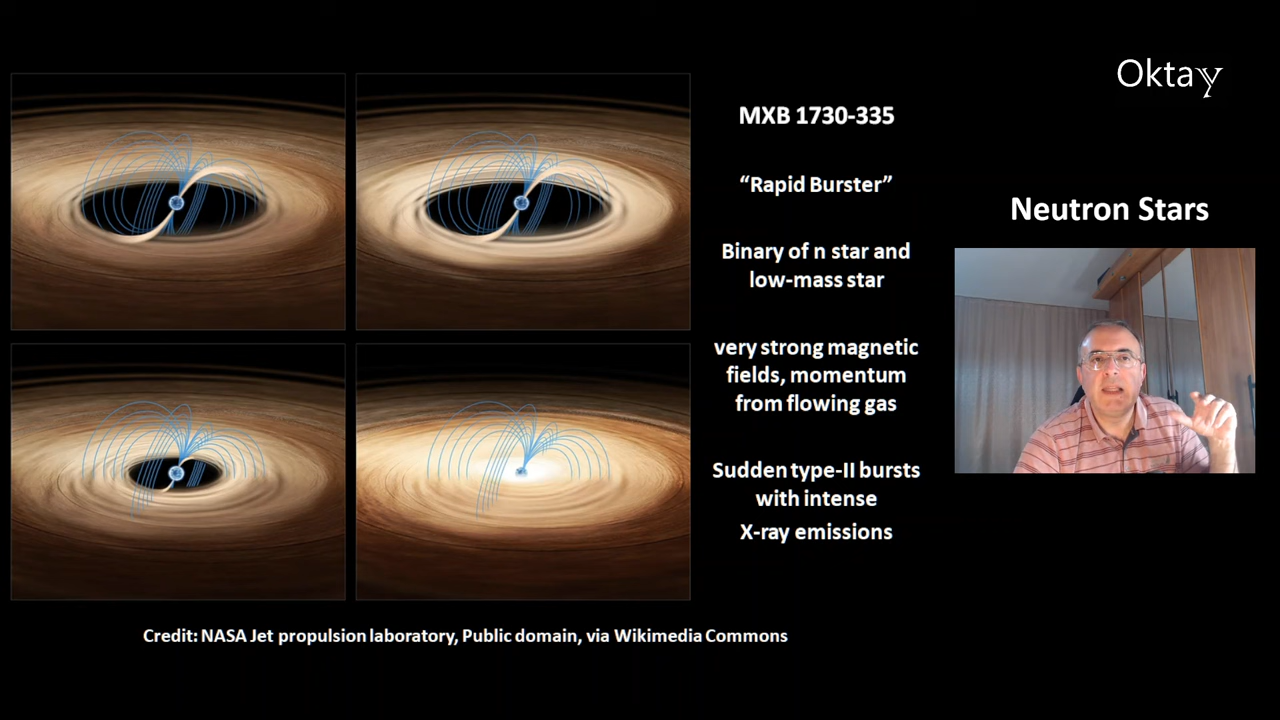 Oktay
MXB 1730-335
“Rapid Burster”
Neutron Stars
Binary of n star and
low-mass star
very strong magnetic
fields, momentum
from flowing gas
Sudden type-II bursts
with intense
X-ray emissions
Credit: NASA Jet propulsion laboratory, Public domain, via Wikimedia Commons